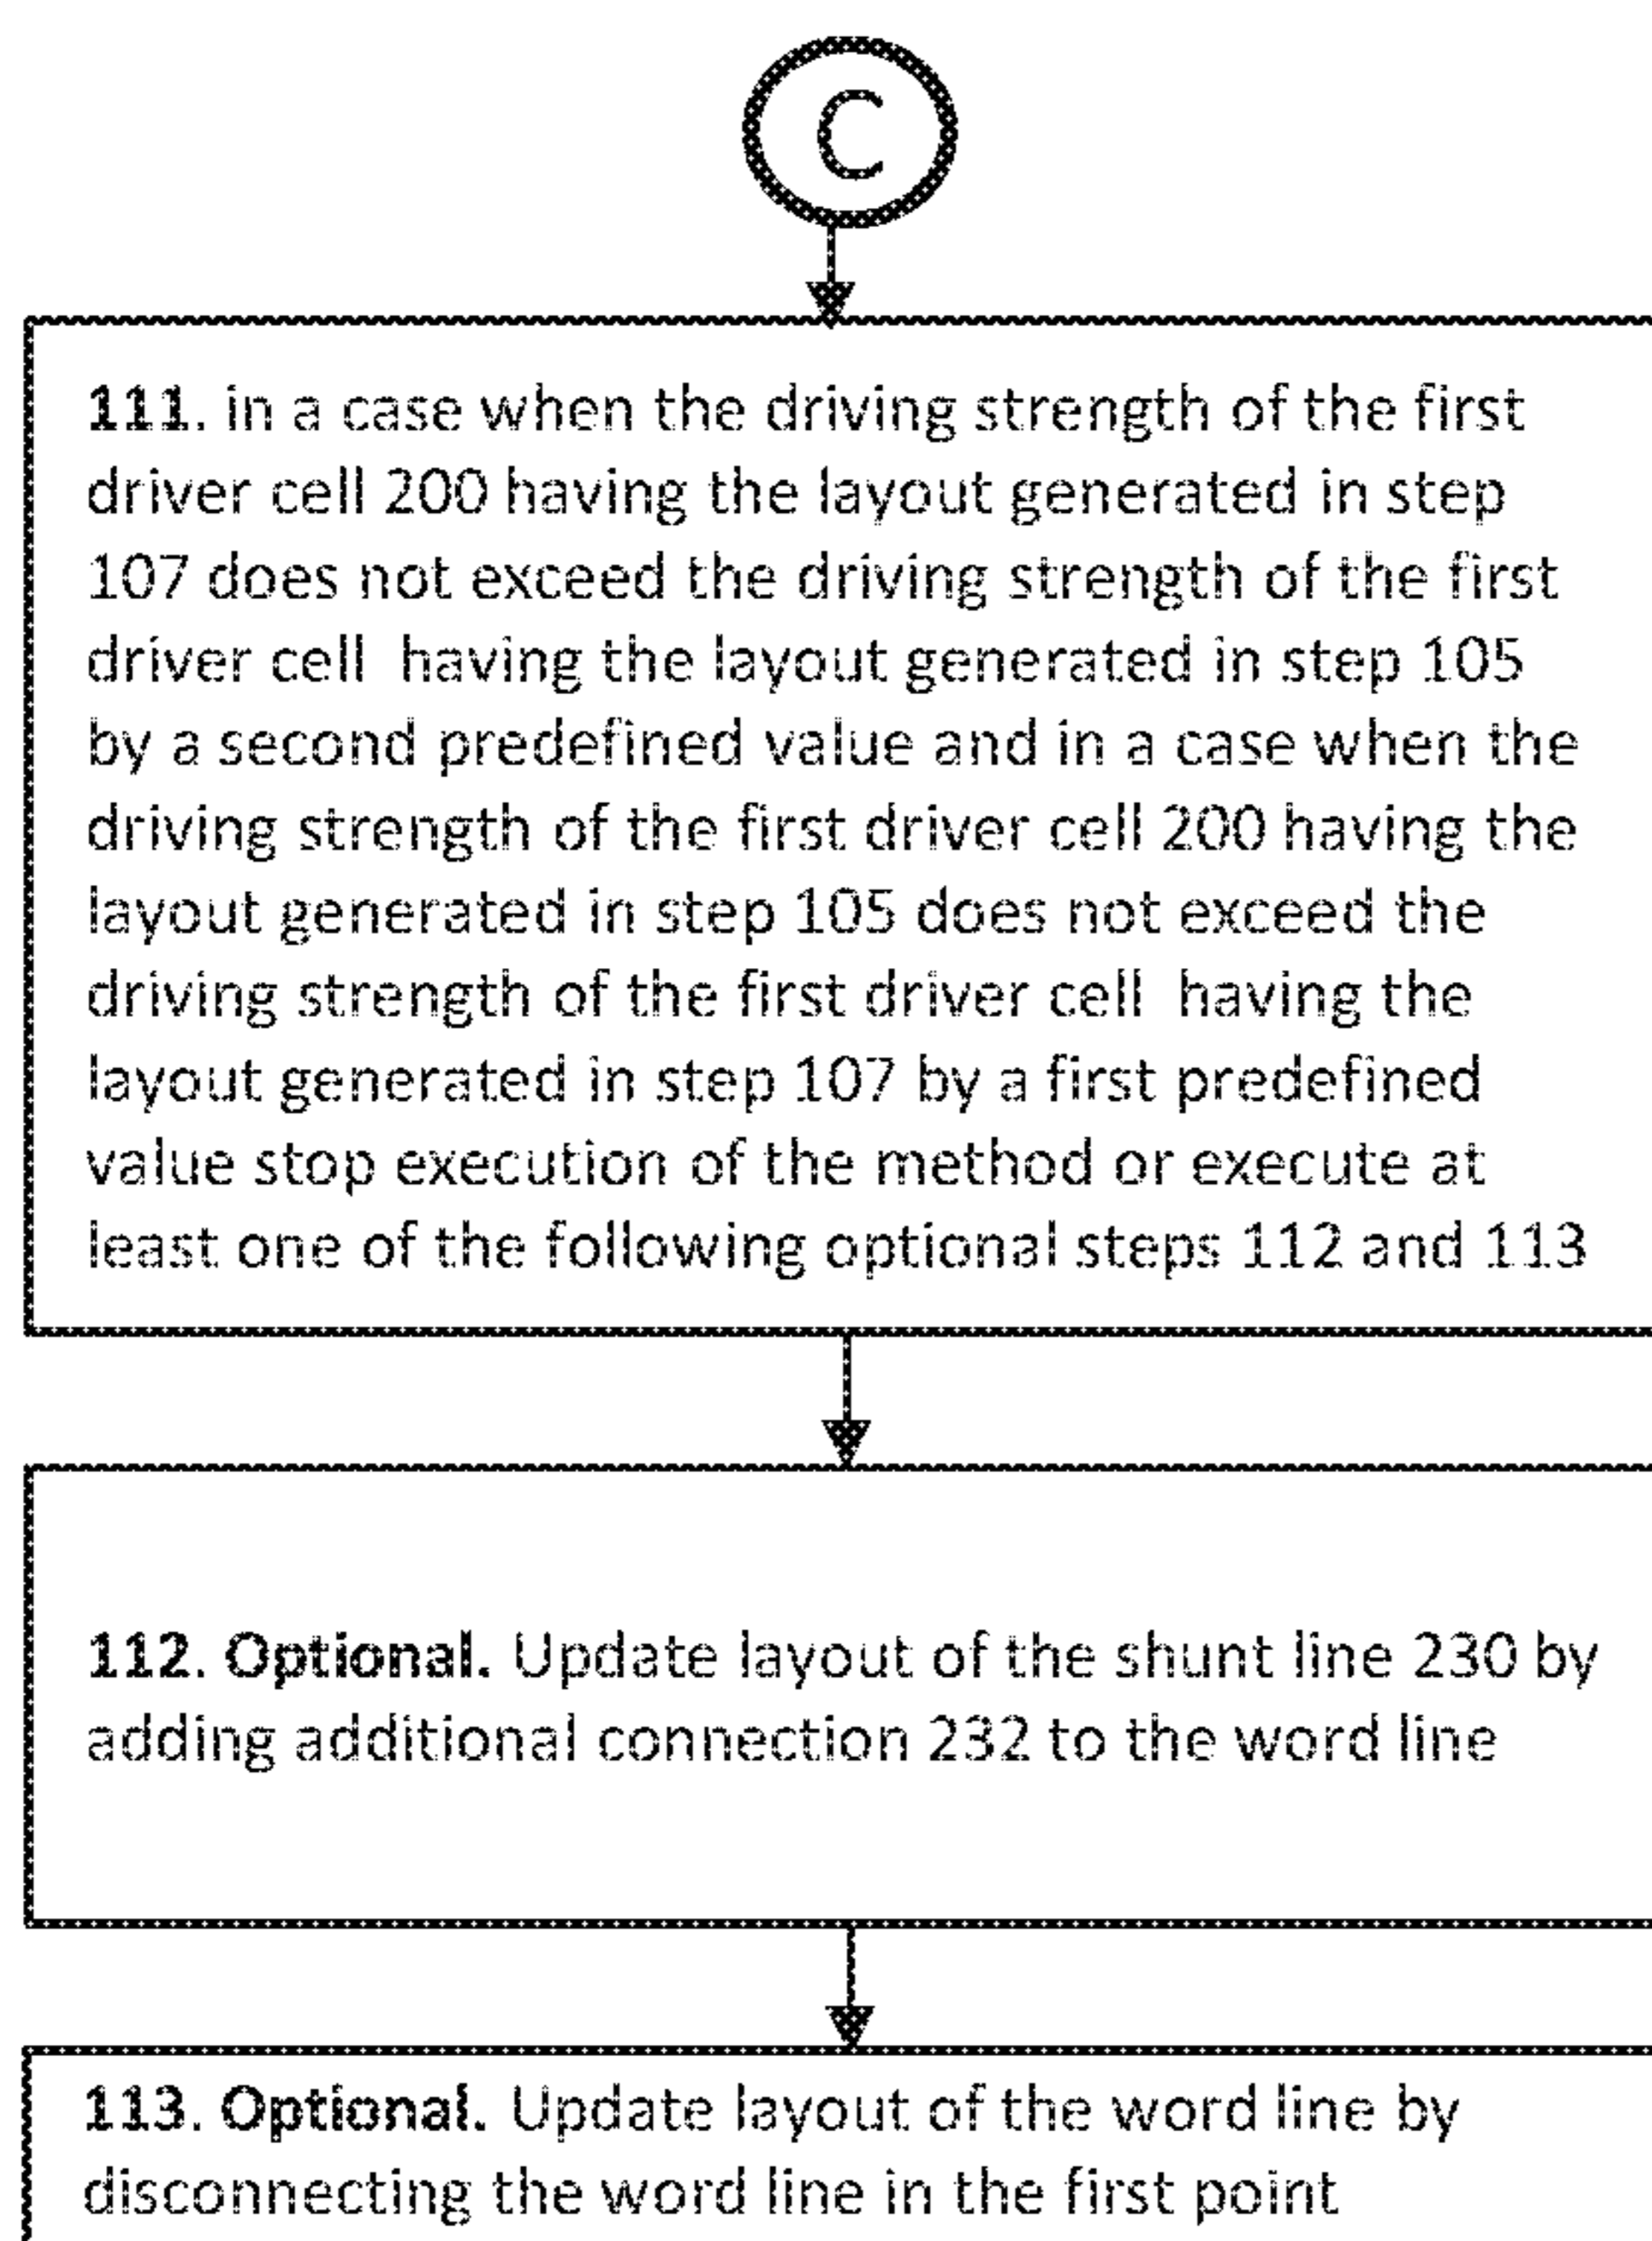 C
111. in a case when the driving strength of the first
driver cell 200 having the layout generated in step
107 does not exceed the driving strength of the first
driver cell  having the layout generated in step 105
by a second predefined value and in a case when the
driving strength of the first driver cell 200 having the
layout generated in step 105 does not exceed the
driving strength of the first driver cell  having the
layout generated in step 107 by a first predefined
value stop execution of the method or execute at
least one of the following optional steps 112 and 113
112. Optional. Update layout of the shunt line 230 by
adding additional connection 232 to the word line
113. Optional. Update layout of the word line by
disconnecting the word line in the first point